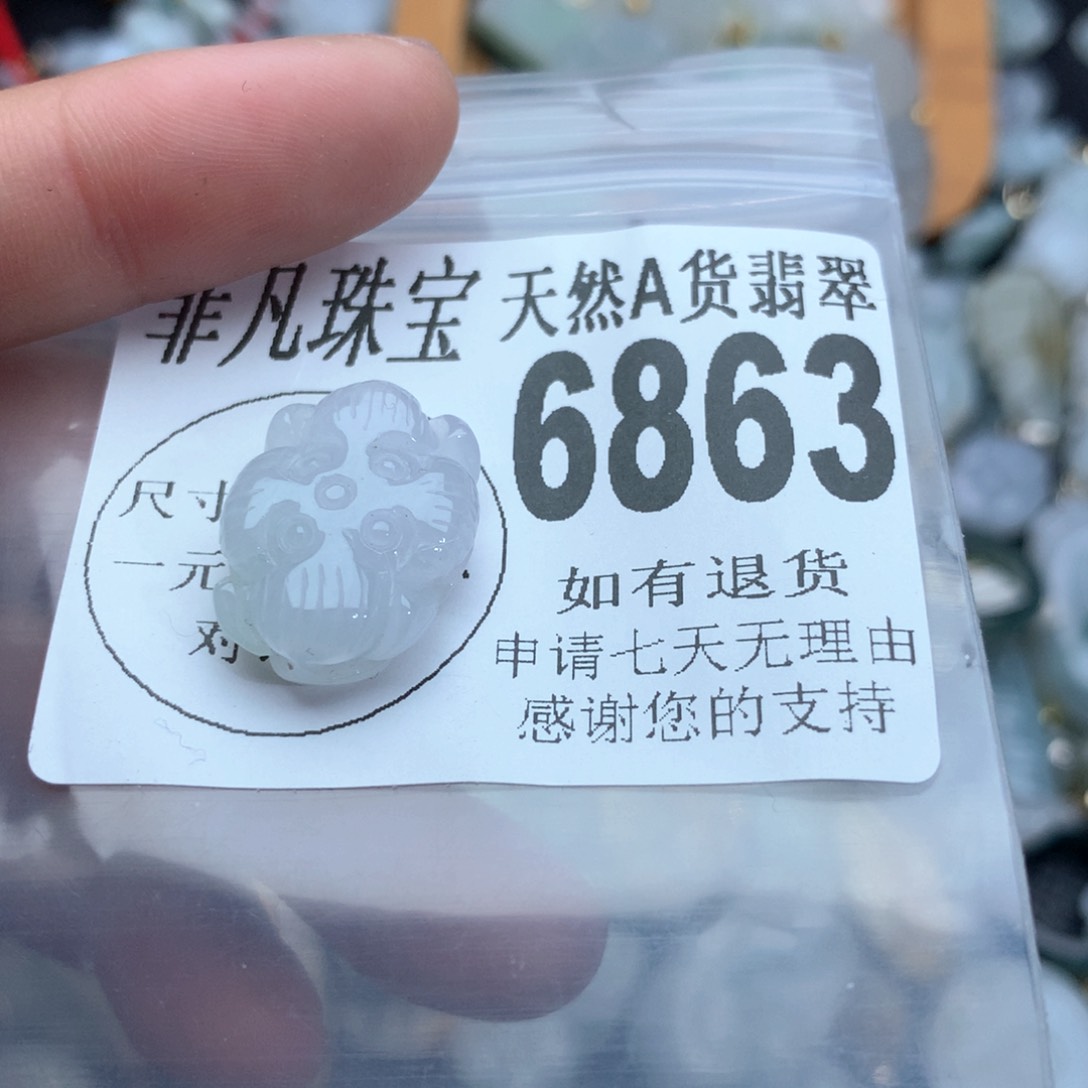 非凡珠宝 天然A货翡翠
6863
尺寸
一元
对
如有退货
申请七天无理由
感谢您的支持